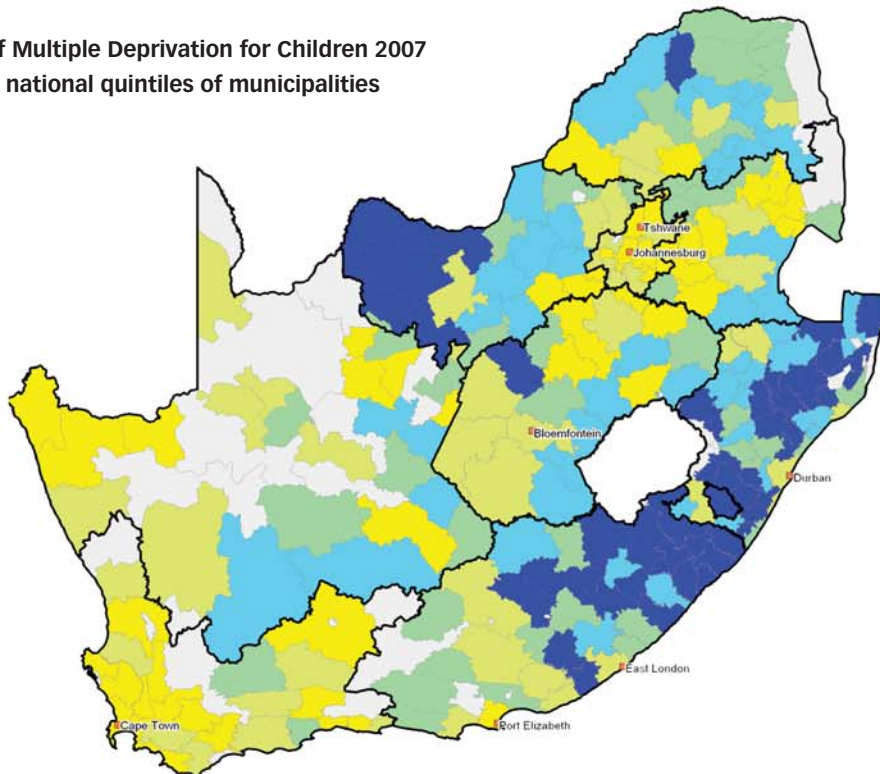 f Multiple Deprivation for Children 2007
national quintiles of municipalities
Tshwane
Johannesburg
Bloemfontein
Durban
East London
Cape Town
Port Elizabeth